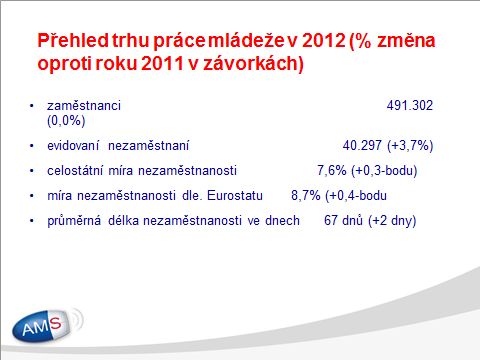 Přehled trhu práce mládeže v 2012 (% změna
oproti roku 2011 v závorkách)
• zaměstnanci 491.302
(0,0%)
• evidovaní nezaměstnaní 40.297 (+3,7%)
• celostátní míra nezaměstnanosti 7,6% (+0,3-bodu)
• míra nezaměstnanosti dle. Eurostatu 8,7% (+0,4-bodu
• průměrná délka nezaměstnanosti ve dnech 67 dnů (+2 dny)
AMS